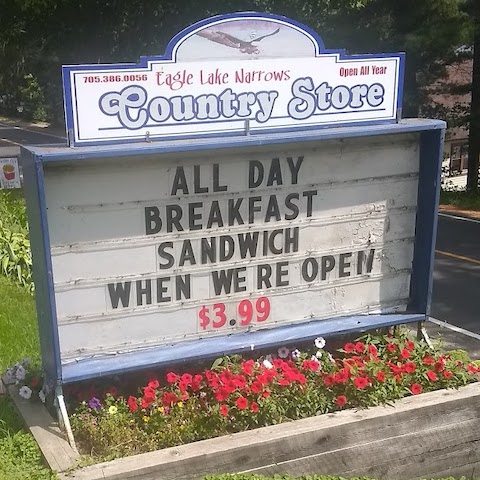 705.386.0056 Eagle Lake Narrows Open All Year
Country Store
ALL DAY
BREAKFAST
SANDWICH
WHEN WE'RE OPEN
$3.99